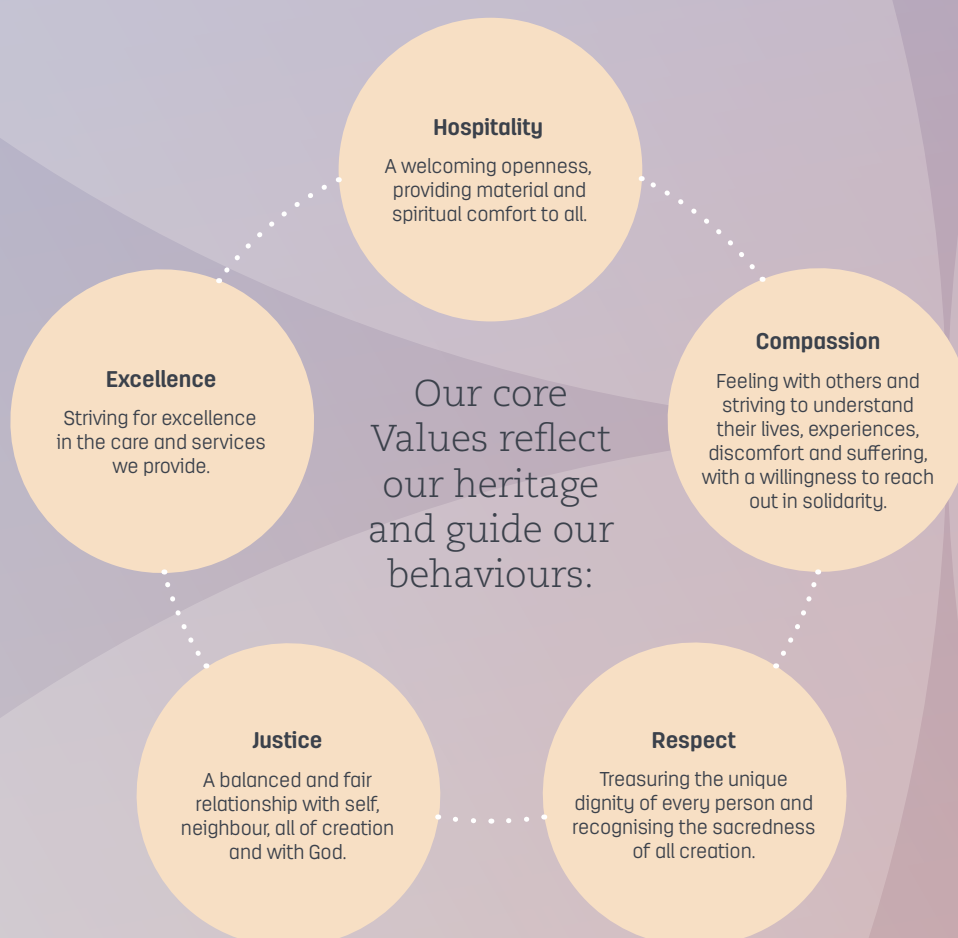 Hospitality
A welcoming openness,
providing material and
spiritual comfort to all.
Compassion
Feeling with others and
striving to understand
their lives, experiences,
discomfort and suffering,
with a willingness to reach
out in solidarity.
Excellence
Striving for excellence
in the care and services
we provide.
Our core
Values reflect
our heritage
and guide our
behaviours:
Justice
A balanced and fair
relationship with self,
neighbour, all of creation
and with God.
Respect
Treasuring the unique
dignity of every person and
recognising the sacredness
of all creation.